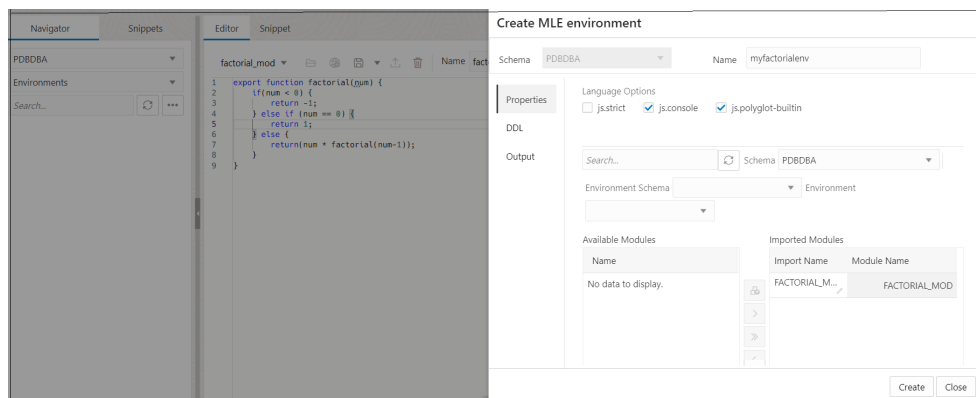 Navigator Snippets
PDBDBA
Environments
Search...
Editor Snippet
factorial_mod Name fact
1 export function factorial(num) {
2 if(num < 0) {
3 return -1;
4 } else if (num == 0) {
5 return 1;
6 } else {
7 return(num * factorial(num-1));
8 }
9 }
Create MLE environment
Schema PDBDBA Name myfactorialenv
Properties
DDL
Output
Language Options
js.strict js.console js.polyglot-builtin
Search... Schema PDBDBA
Environment Schema Environment
Available Modules
Name
No data to display.
Imported Modules
Import Name Module Name
FACTORIAL_M... FACTORIAL_MOD
Create Close